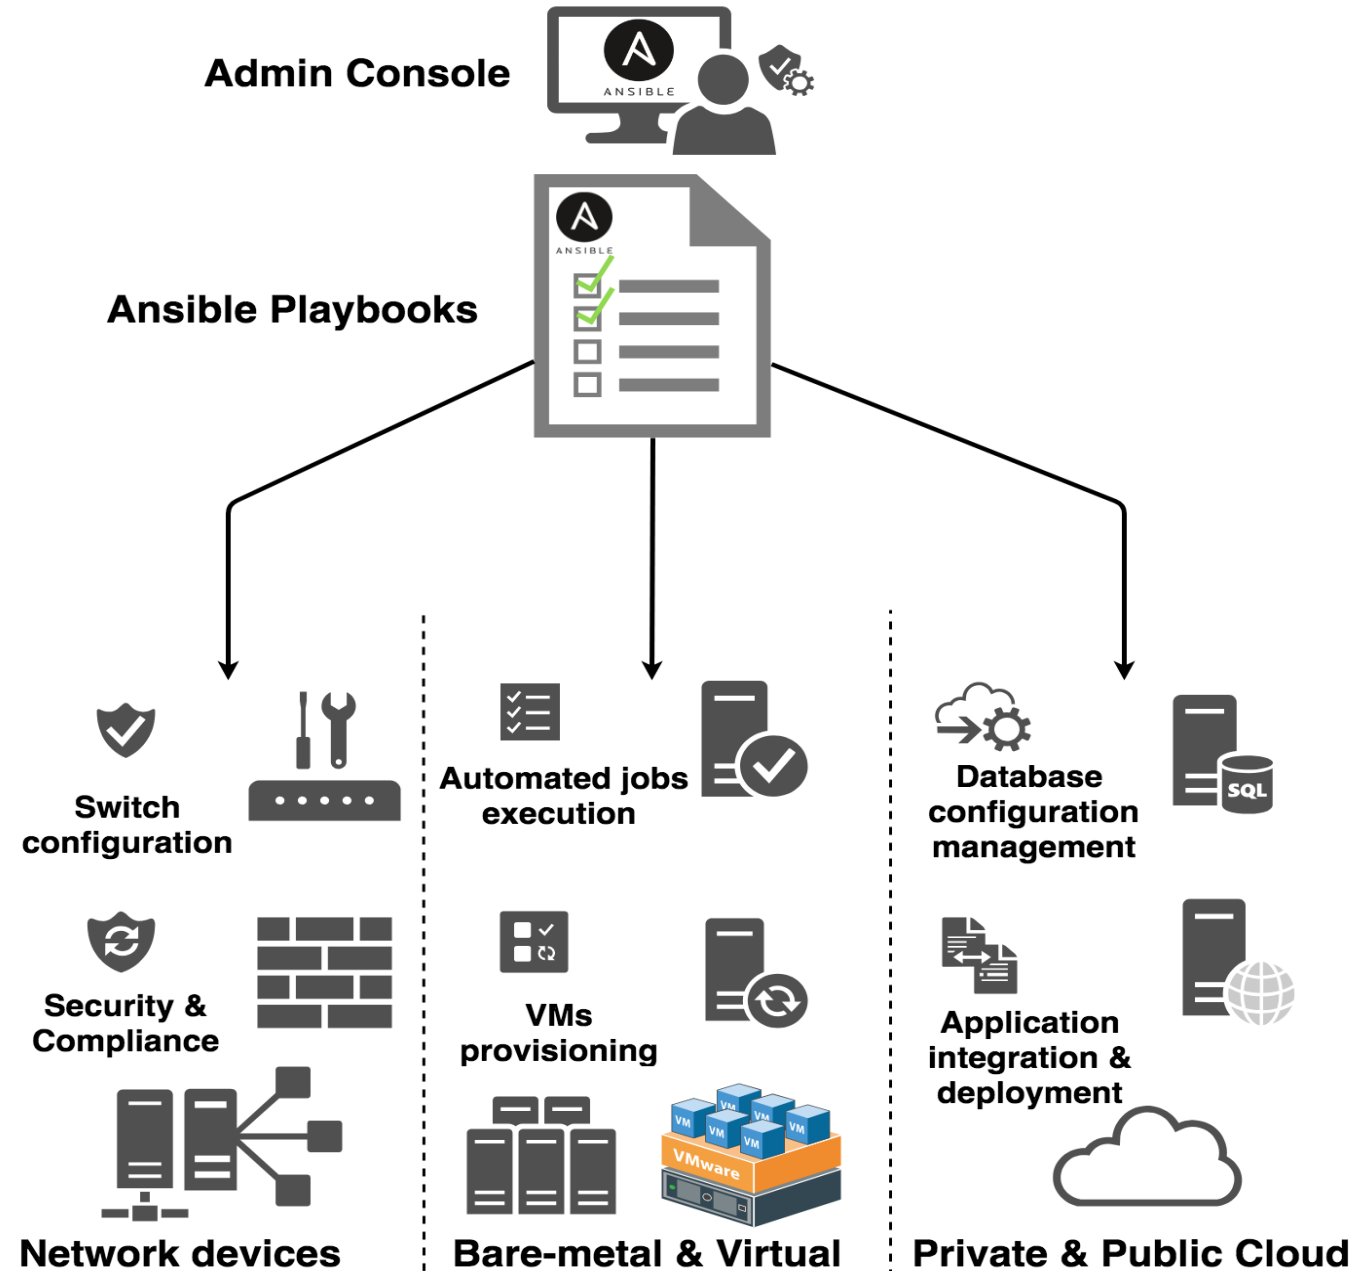 Admin Console
ANSIBLE
ANSIBLE
Ansible Playbooks
Switch
configuration
Security &
Compliance
Network devices
Automated jobs
execution
VMs
provisioning
VM
VM
VM
VM
VM
VM
VMware
Bare-metal & Virtual
Database
configuration
management
SQL
Application
integration &
deployment
Private & Public Cloud